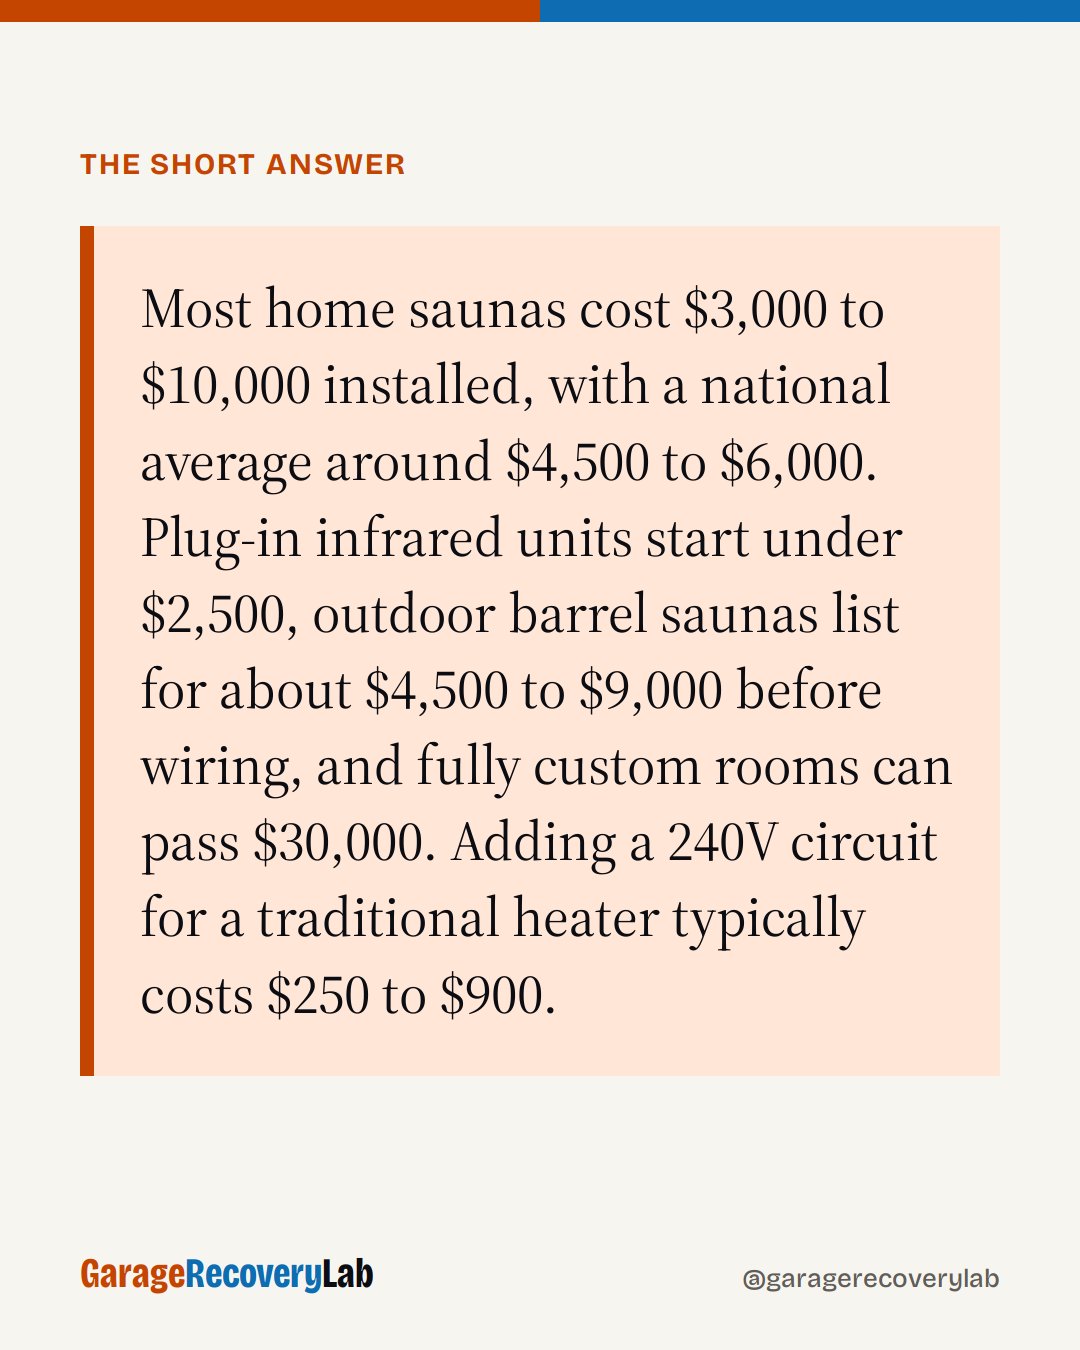 THE SHORT ANSWER
Most home saunas cost $3,000 to
$10,000 installed, with a national
average around $4,500 to $6,000.
Plug-in infrared units start under
$2,500, outdoor barrel saunas list
for about $4,500 to $9,000 before
wiring, and fully custom rooms can
pass $30,000. Adding a 240V circuit
for a traditional heater typically
costs $250 to $900.
GarageRecoveryLab
@garagerecoverylab